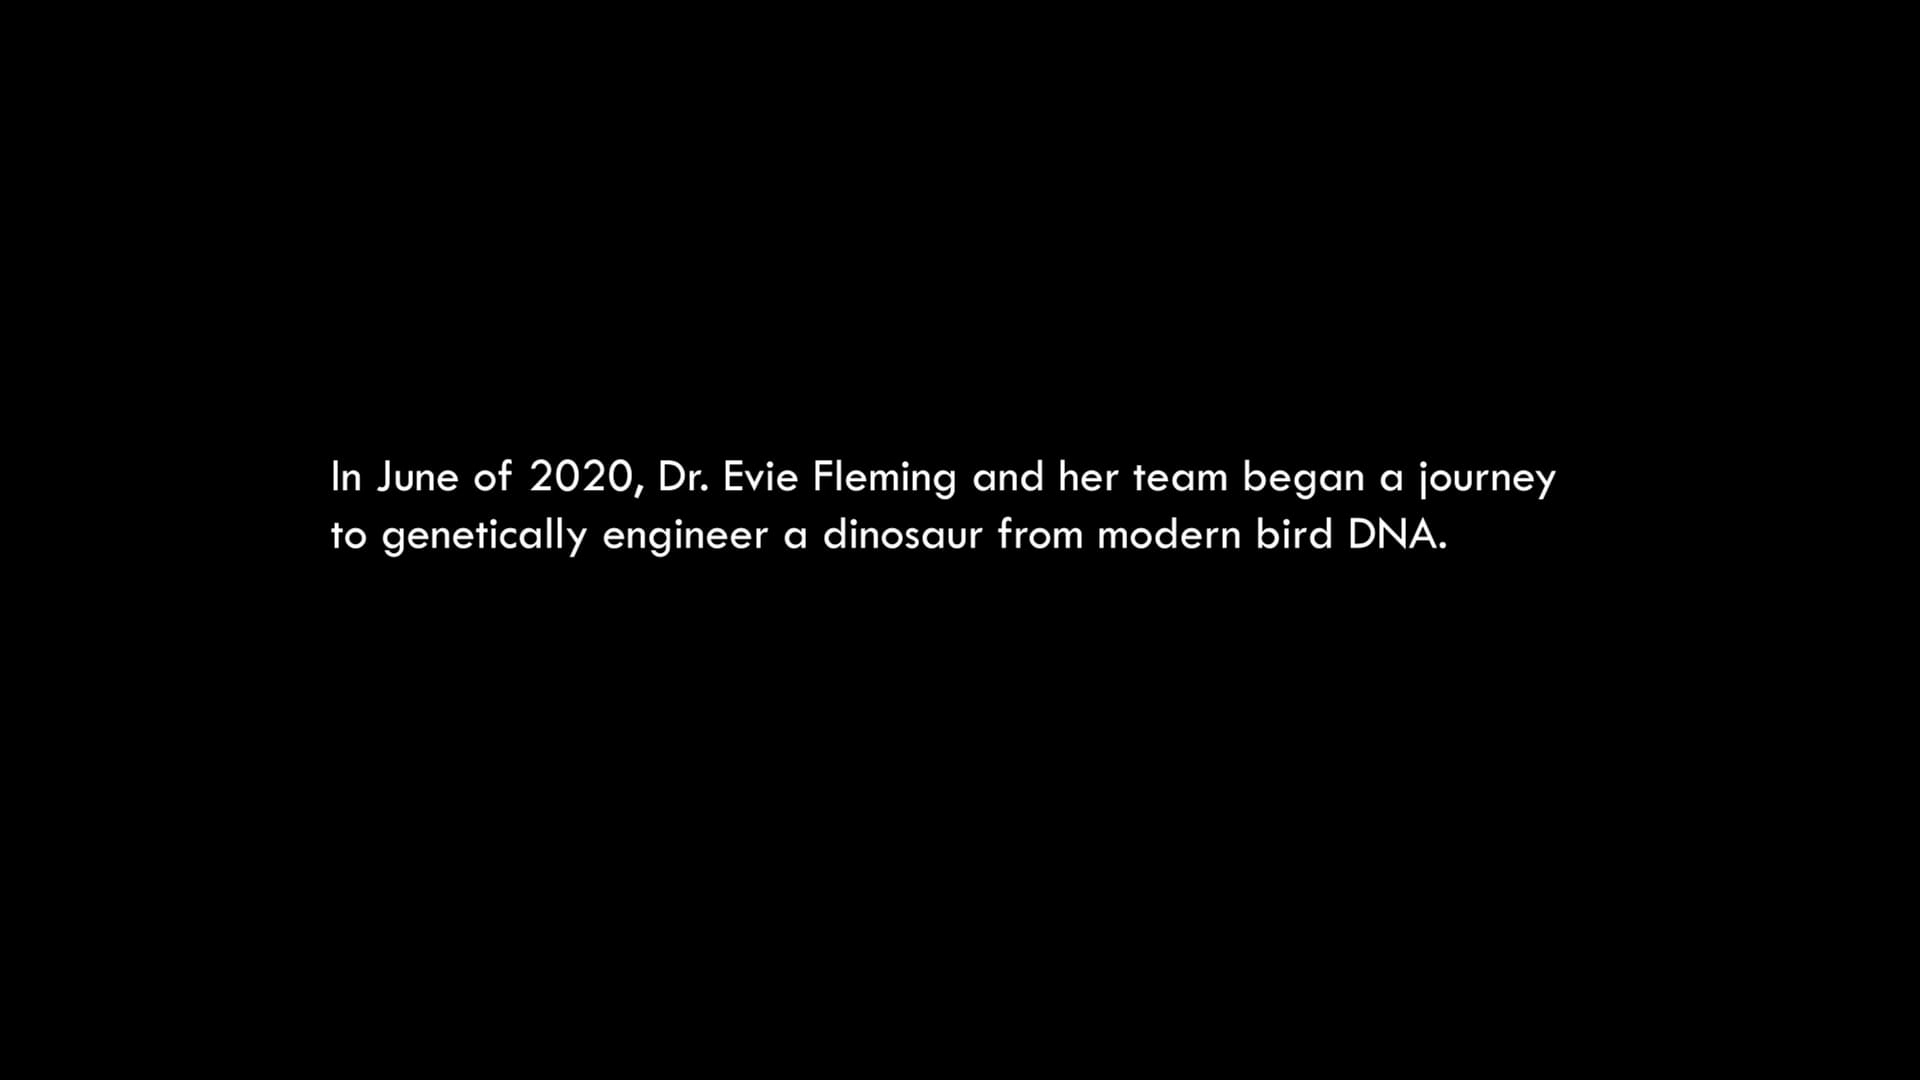 In June of 2020, Dr. Evie Fleming and her team began a journey
to genetically engineer a dinosaur from modern bird DNA.